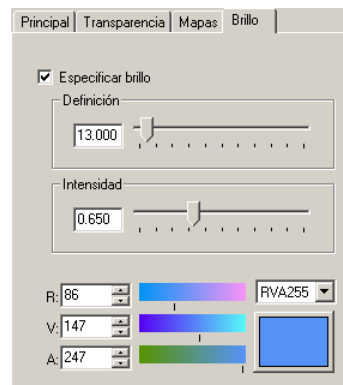 Principal Transparencia Mapas Brillo
Especificar brillo
Definición
13.000
Intensidad
0.650
R: 86 RVA255
V: 147
A: 247